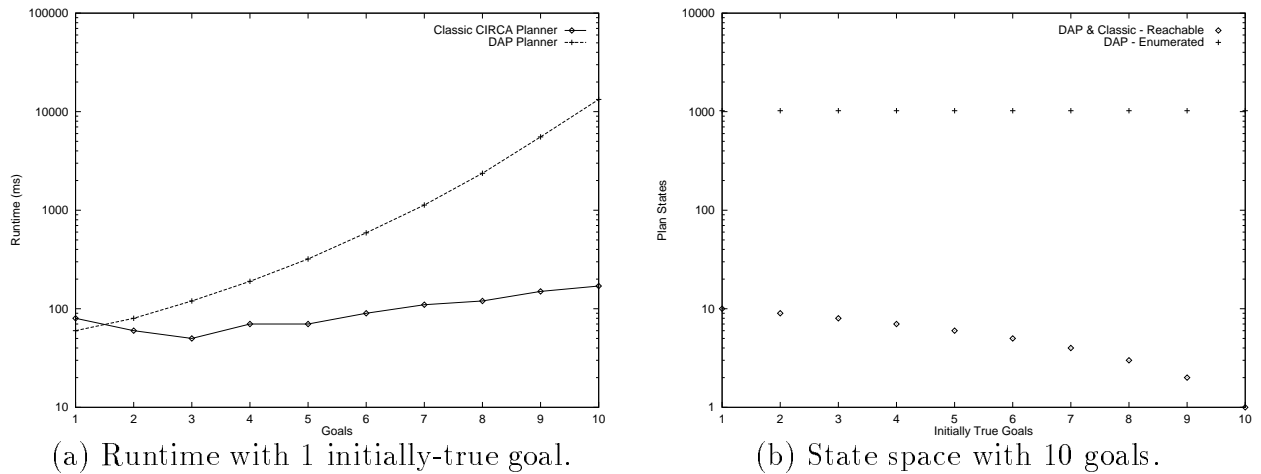 100000
10000
1000
100
10
Runtime (ms)
Classic CIRCA Planner
DAP Planner
1 2 3 4 5 6 7 8 9 10
Goals
(a) Runtime with 1 initially-true goal.
10000
1000
100
10
1
Plan States
DAP & Classic - Reachable
DAP - Enumerated
1 2 3 4 5 6 7 8 9 10
Initially True Goals
(b) State space with 10 goals.